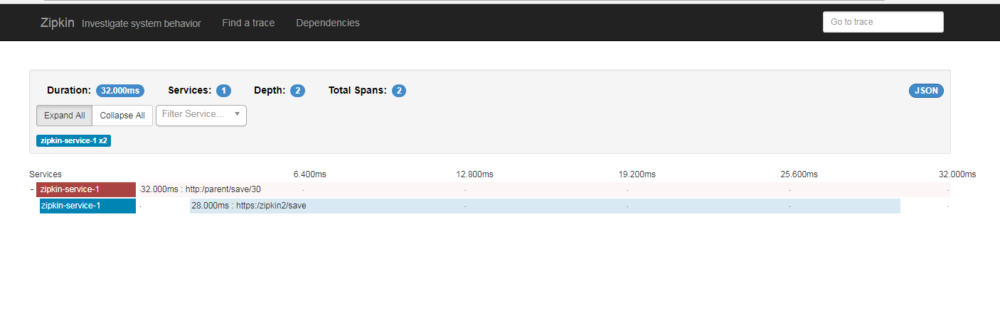 Zipkin Investigate system behavior Find a trace Dependencies Go to trace
Duration: 32.000ms Services: 1 Depth: 2 Total Spans: 2 JSON
Expand All Collapse All Filter Service...
zipkin-service-1 x2
Services 6.400ms 12.800ms 19.200ms 25.600ms 32.000ms
- zipkin-service-1 .32.000ms : http:/parent/save/30 . . . . .
zipkin-service-1 . 28.000ms : https:/zipkin2/save . . . .